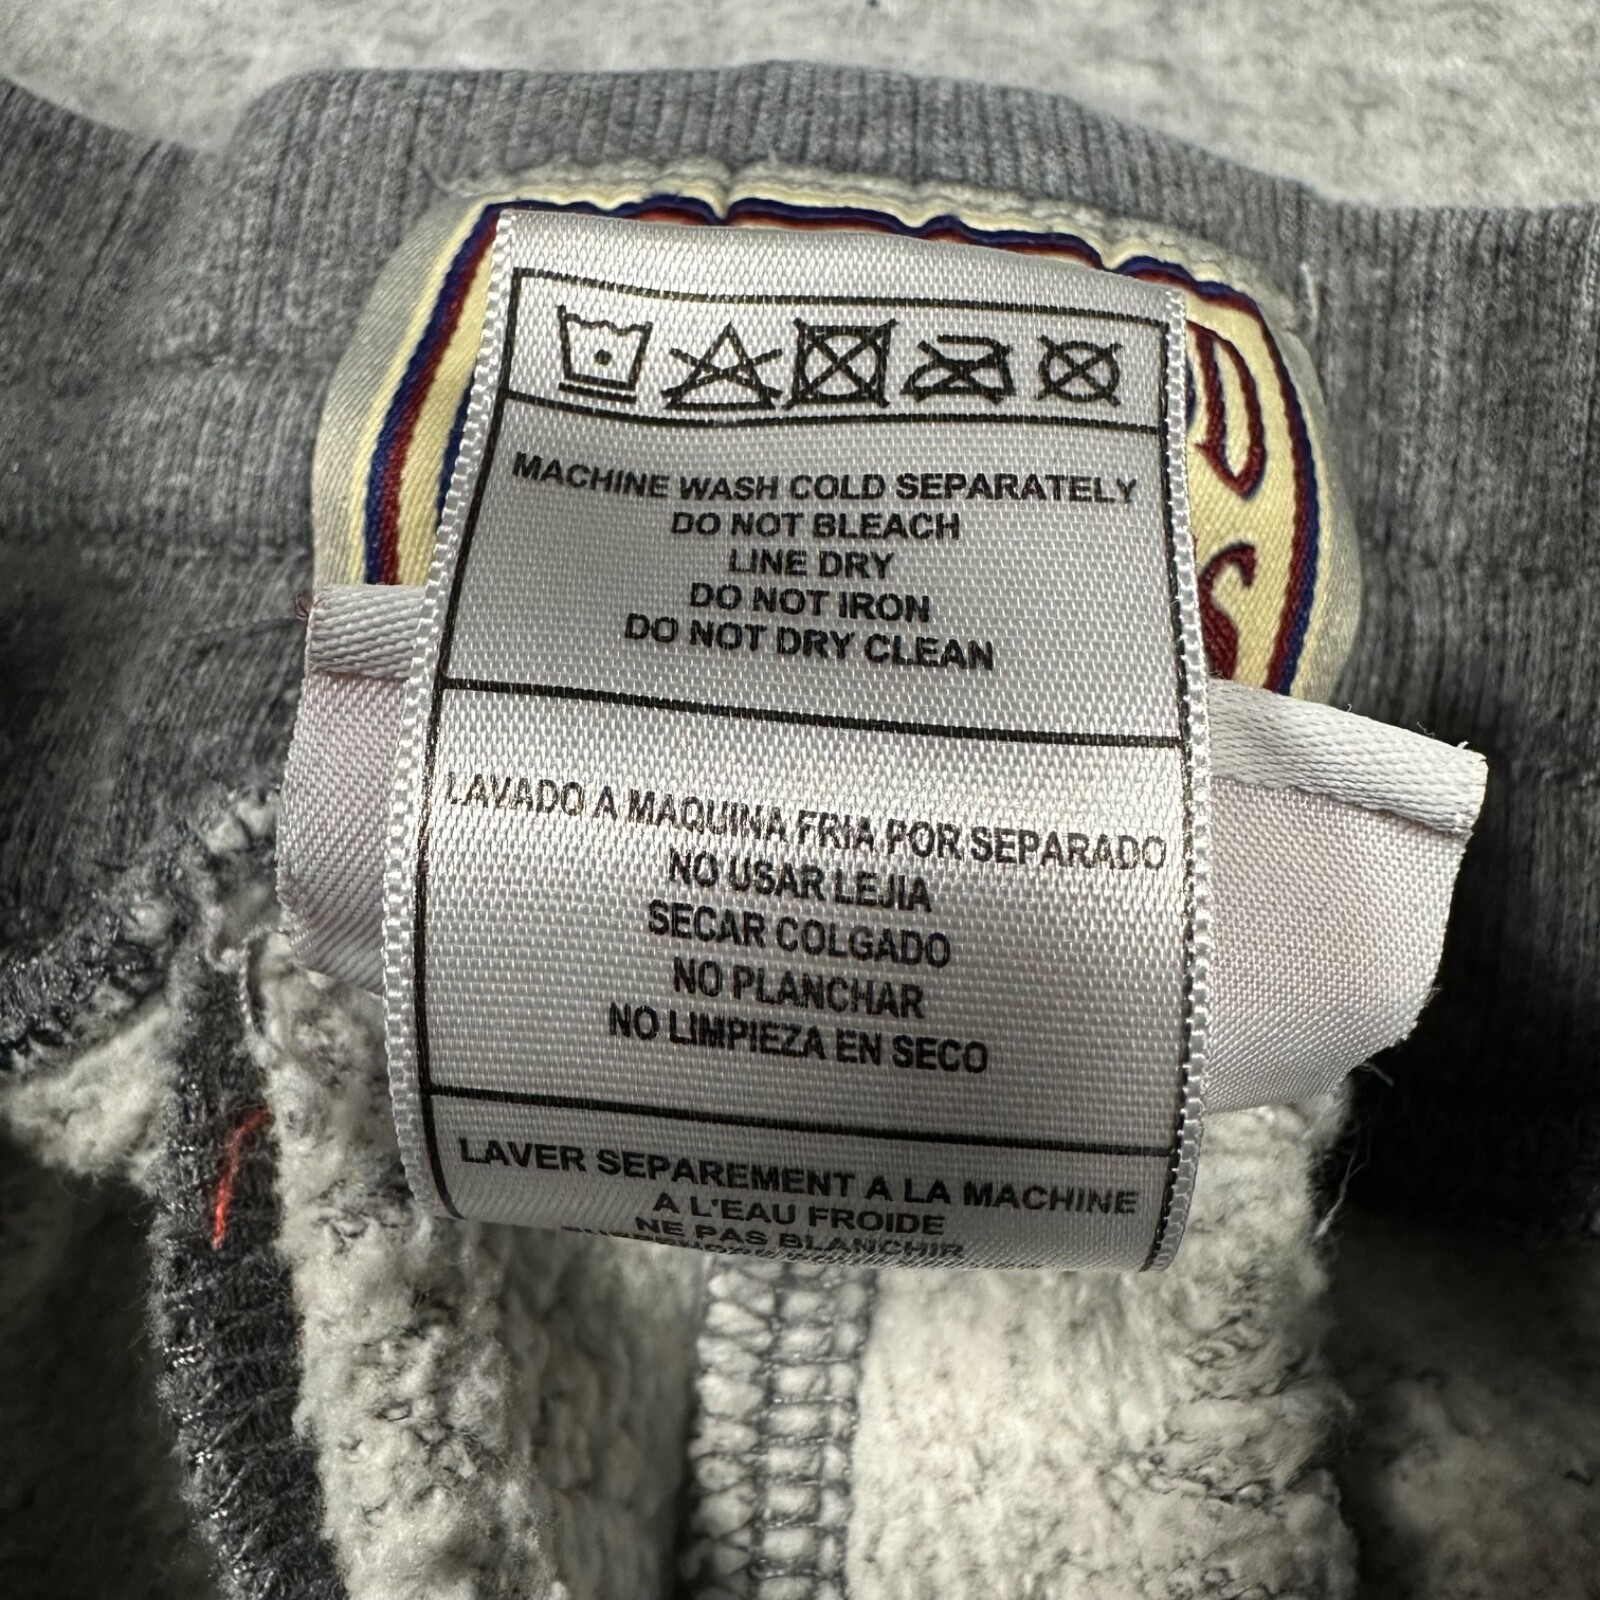 MACHINE WASH COLD SEPARATELY
DO NOT BLEACH
LINE DRY
DO NOT IRON
DO NOT DRY CLEAN
LAVADO A MAQUINA FRIA POR SEPARADO
NO USAR LEJIA
SECAR COLGADO
NO PLANCHAR
NO LIMPIEZA EN SECO
LAVER SEPAREMENT A LA MACHINE
A L'EAU FROIDE
NE PAS BLANCHIR